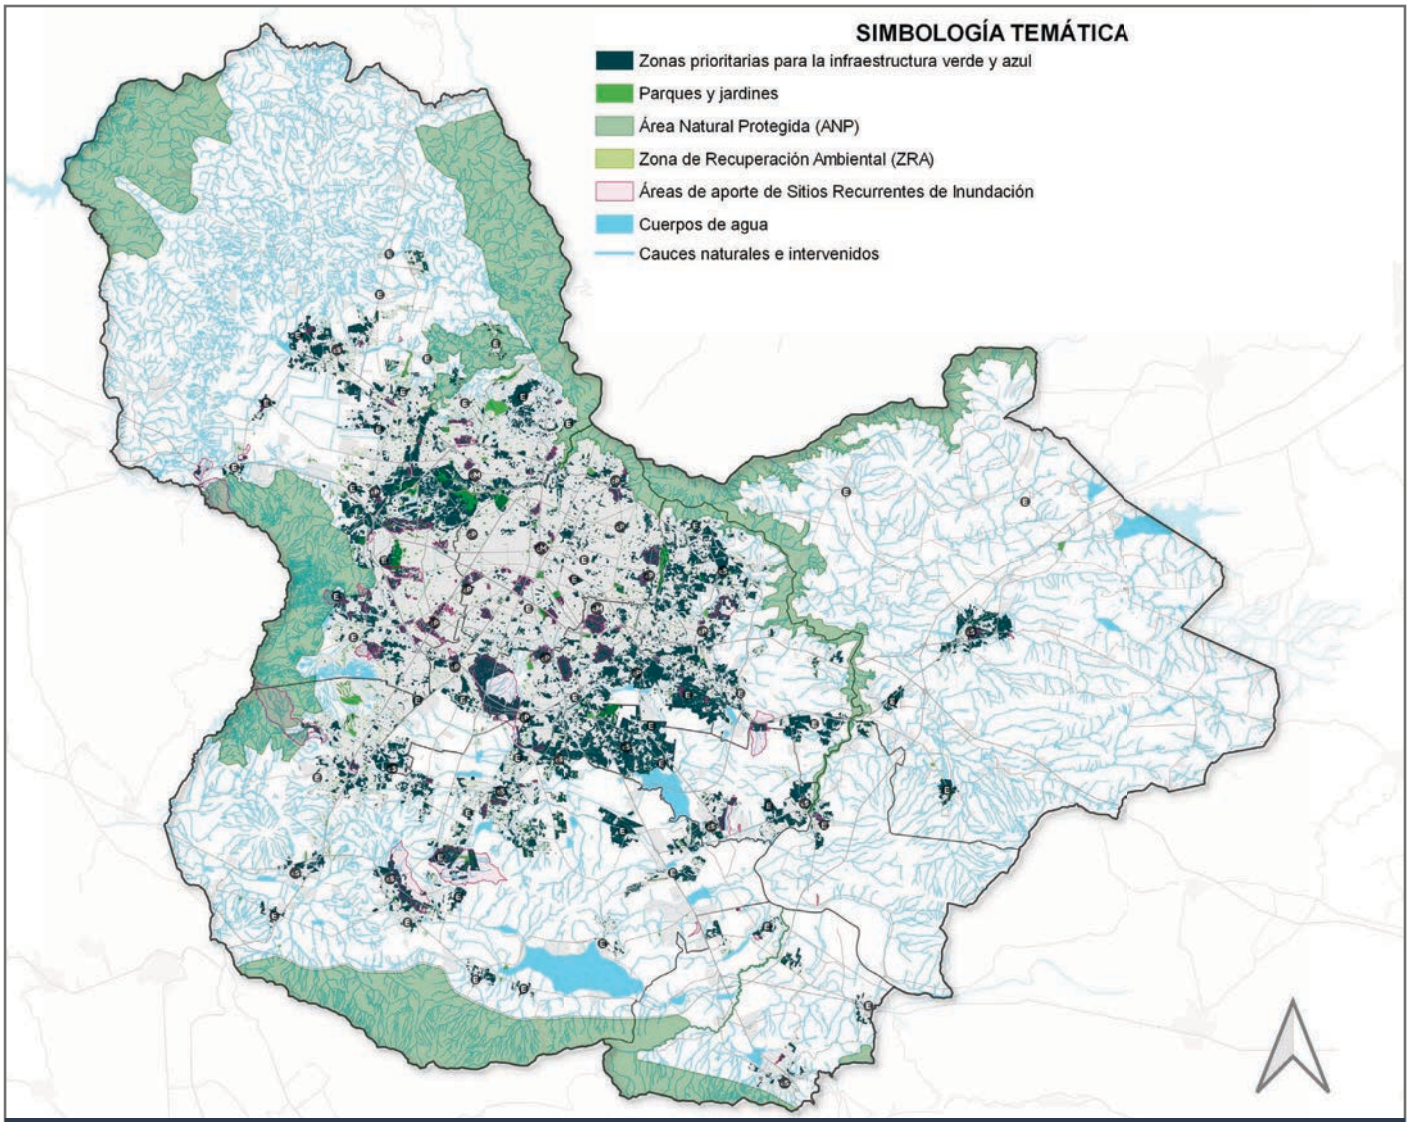 SIMBOLOGÍA TEMÁTICA
Zonas prioritarias para la infraestructura verde y azul
Parques y jardines
Área Natural Protegida (ANP)
Zona de Recuperación Ambiental (ZRA)
Áreas de aporte de Sitios Recurrentes de Inundación
Cuerpos de agua
Cauces naturales e intervenidos